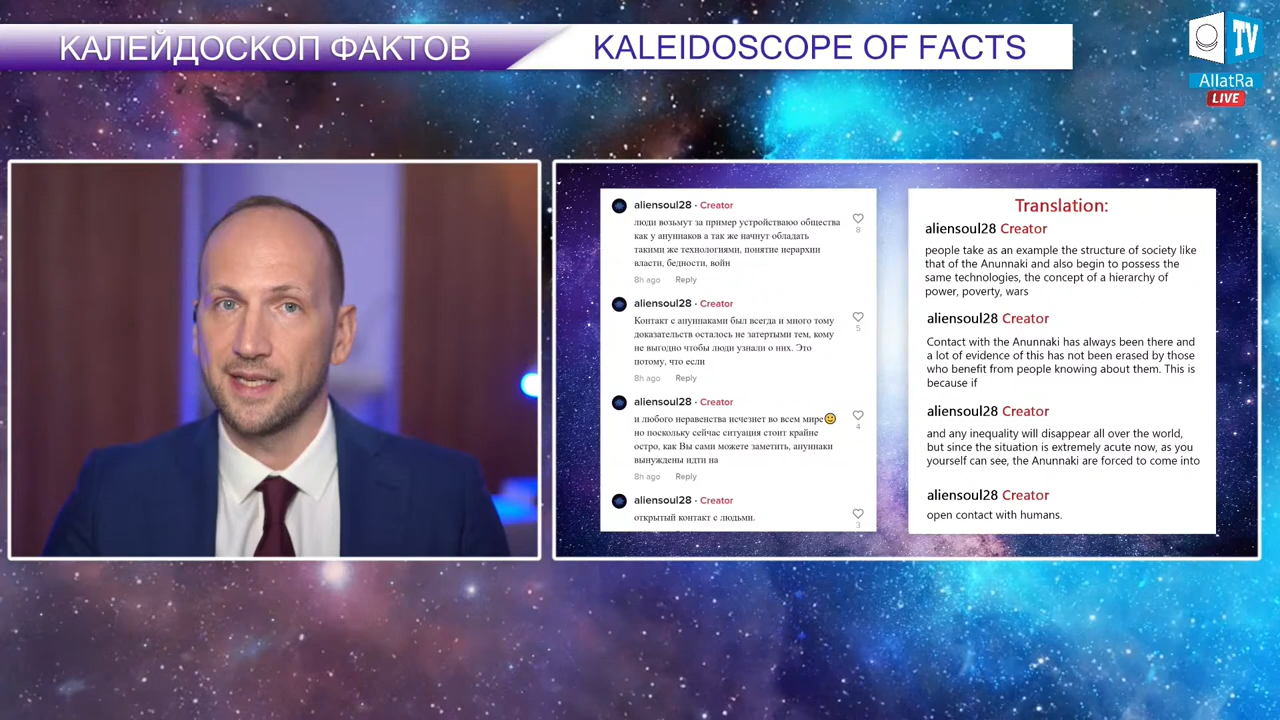 КАЛЕЙДОСКОП ФАКТОВ
KALEIDOSCOPE OF FACTS
TV
AllatRa
LIVE
aliensoul28 · Creator
люди возьмут за пример устройстваюо общества
как у ануннаков а так же начнут обладать
такими же технологиями, понятие иерархии
власти, бедности, войн
8
8h ago Reply
aliensoul28 · Creator
Контакт с ануннаками был всегда и много тому
доказательств осталось не затертыми тем, кому
не выгодно чтобы люди узнали о них. Это
потому, что если
5
8h ago Reply
aliensoul28 · Creator
и любого неравенства исчезнет во всем мире🙂
но поскольку сейчас ситуация стоит крайне
остро, как Вы сами можете заметить, ануннаки
вынуждены идти на
4
8h ago Reply
aliensoul28 · Creator
открытый контакт с людьми.
3
Translation:
aliensoul28 Creator
people take as an example the structure of society like
that of the Anunnaki and also begin to possess the
same technologies, the concept of a hierarchy of
power, poverty, wars
aliensoul28 Creator
Contact with the Anunnaki has always been there and
a lot of evidence of this has not been erased by those
who benefit from people knowing about them. This is
because if
aliensoul28 Creator
and any inequality will disappear all over the world,
but since the situation is extremely acute now, as you
yourself can see, the Anunnaki are forced to come into
aliensoul28 Creator
open contact with humans.